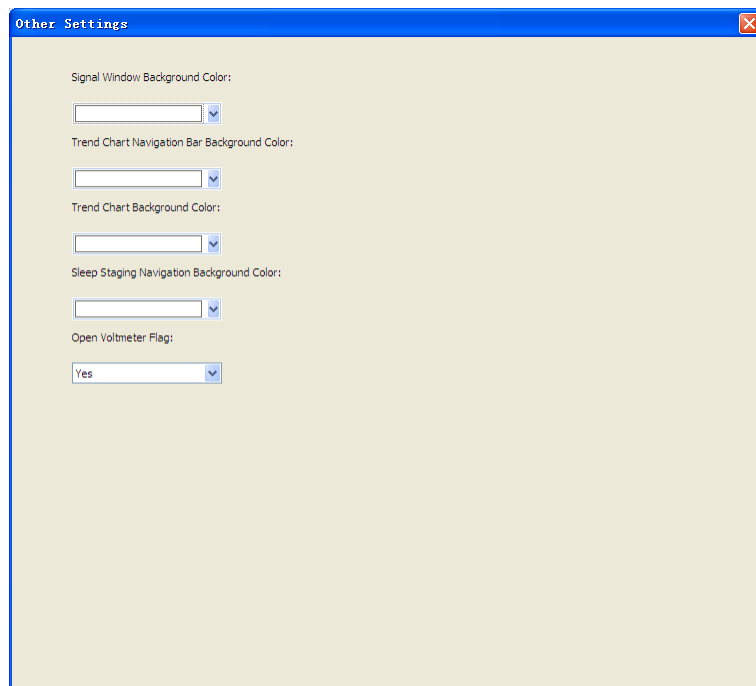 Other Settings
Signal Window Background Color:
Trend Chart Navigation Bar Background Color:
Trend Chart Background Color:
Sleep Staging Navigation Background Color:
Open Voltmeter Flag:
Yes